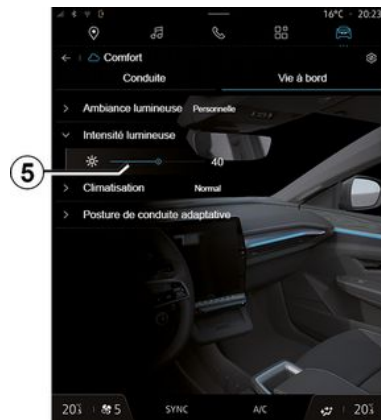 16°C - 20:23
Comfort
Conduite Vie à bord
Ambiance lumineuse Personnelle
Intensité lumineuse
40
5
Climatisation Normal
Posture de conduite adaptative
5 SYNC A/C